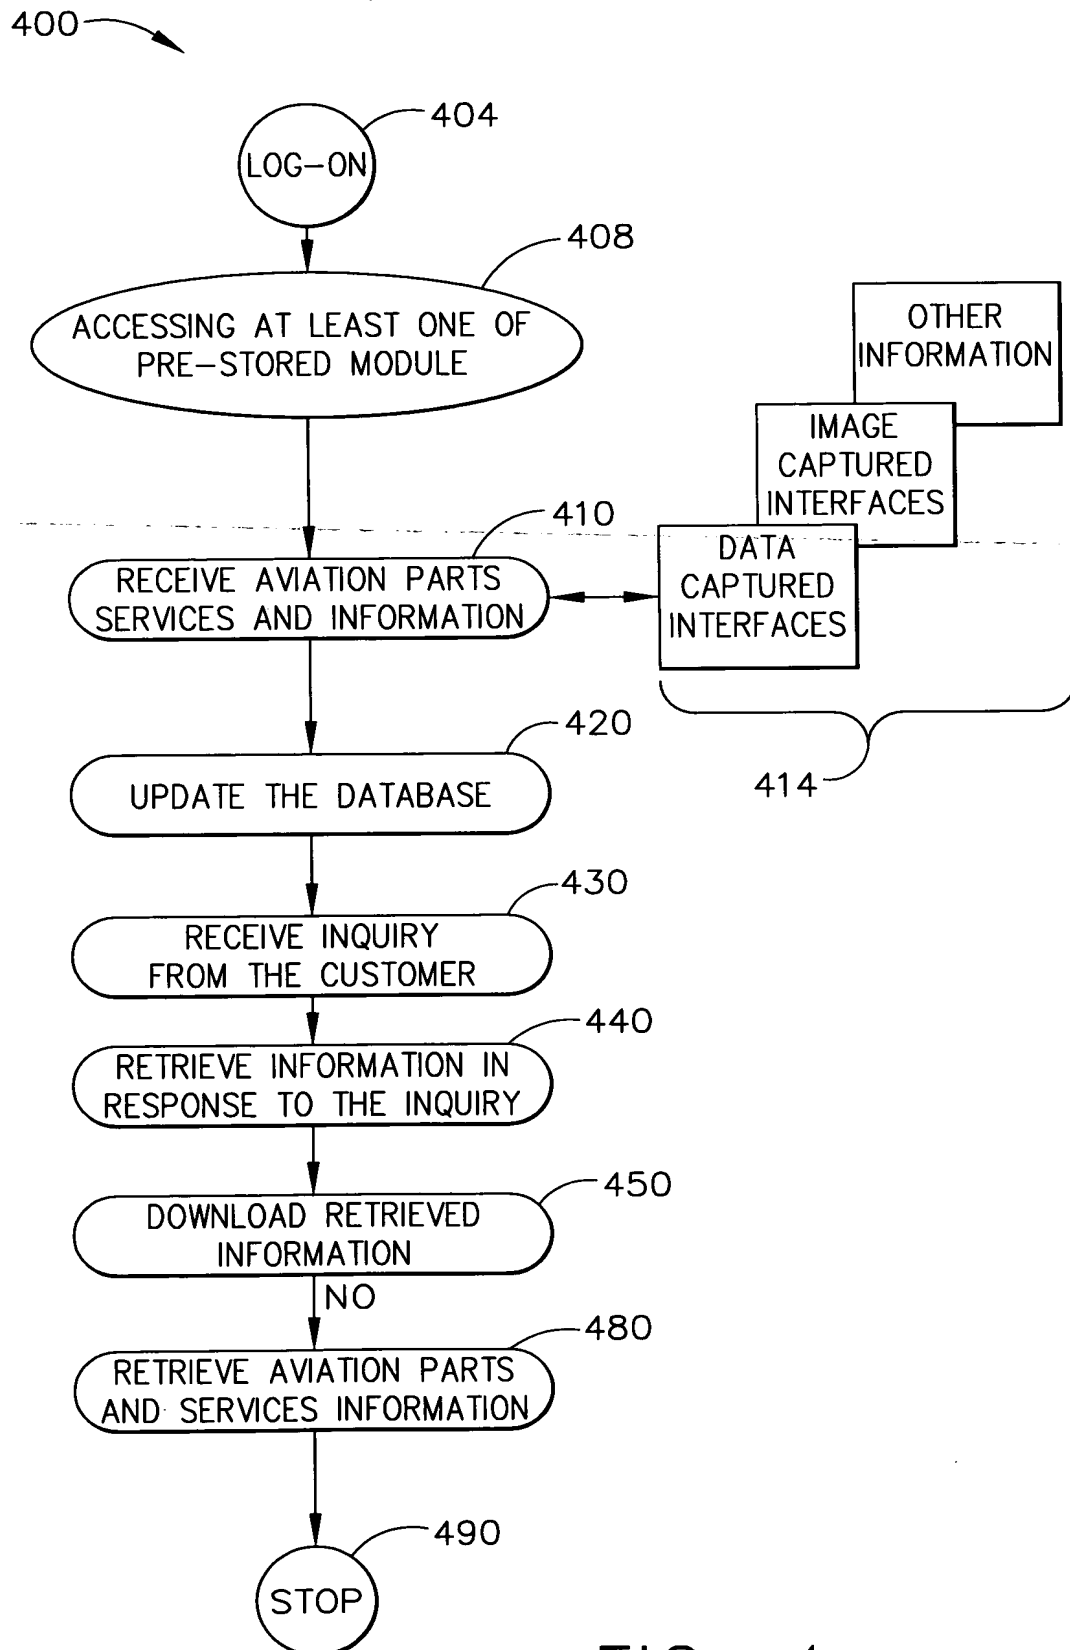 400
404
LOG-ON
408
ACCESSING AT LEAST ONE OF
PRE-STORED MODULE
OTHER
INFORMATION
IMAGE
CAPTURED
INTERFACES
410
DATA
CAPTURED
INTERFACES
RECEIVE AVIATION PARTS
SERVICES AND INFORMATION
414
420
UPDATE THE DATABASE
430
RECEIVE INQUIRY
FROM THE CUSTOMER
440
RETRIEVE INFORMATION IN
RESPONSE TO THE INQUIRY
450
DOWNLOAD RETRIEVED
INFORMATION
NO
480
RETRIEVE AVIATION PARTS
AND SERVICES INFORMATION
490
STOP